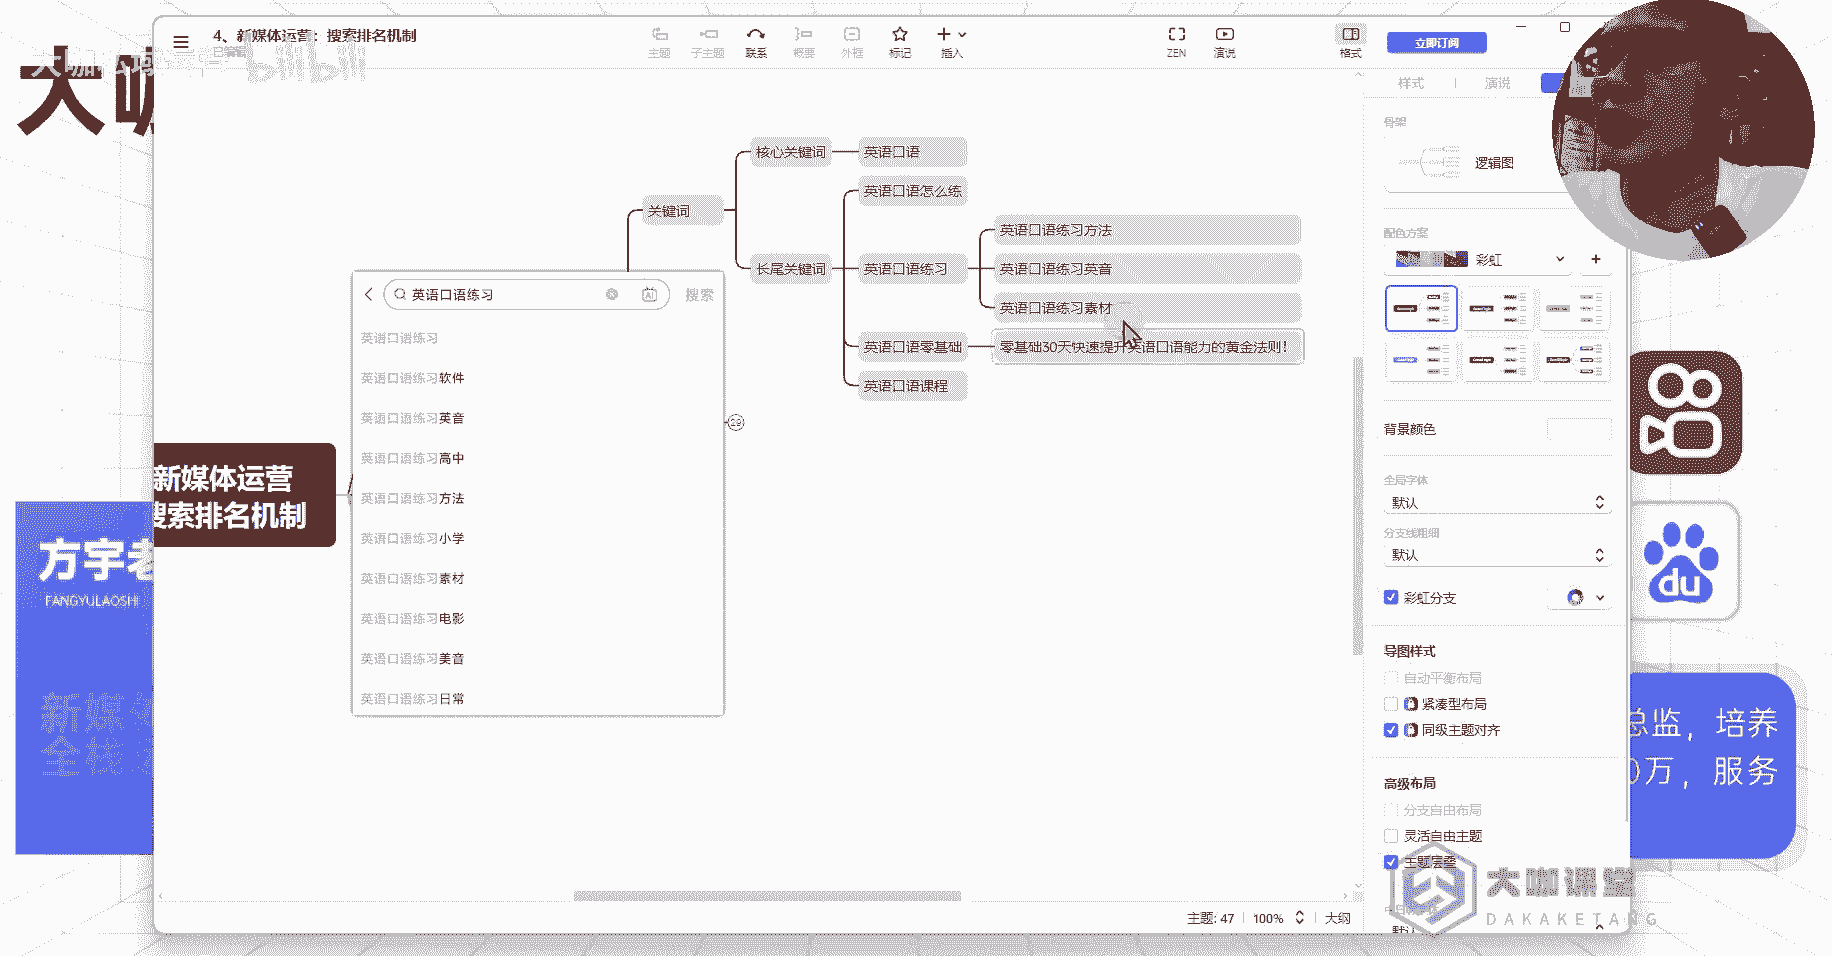 4、新媒体运营：搜索排名机制
已编辑
bilibili
大咖
主题
子主题
联系
概要
外框
标记
插入
ZEN
演说
格式
立即订阅
样式
演说
骨架
逻辑图
配色方案
彩虹
背景颜色
全局字体
默认
分支线粗细
默认
彩虹分支
导图样式
自动平衡布局
紧凑型布局
同级主题对齐
高级布局
分支自由布局
灵活自由主题
主题层叠
核心关键词
英语口语
英语口语怎么练
关键词
英语口语练习方法
长尾关键词
英语口语练习
英语口语练习英音
英语口语练习素材
英语口语零基础
零基础30天快速提升英语口语能力的黄金法则！
英语口语课程
英语口语练习
搜索
英语口语练习
英语口语练习软件
英语口语练习英音
英语口语练习高中
英语口语练习方法
英语口语练习小学
英语口语练习素材
英语口语练习电影
英语口语练习美音
英语口语练习日常
29
新媒体运营
搜索排名机制
方宇老
FANGYULAOSHI
新媒体
全栈
du
总监，培养
0万，服务
主题: 47
100%
大纲
大咖课堂
DAKAKETANG